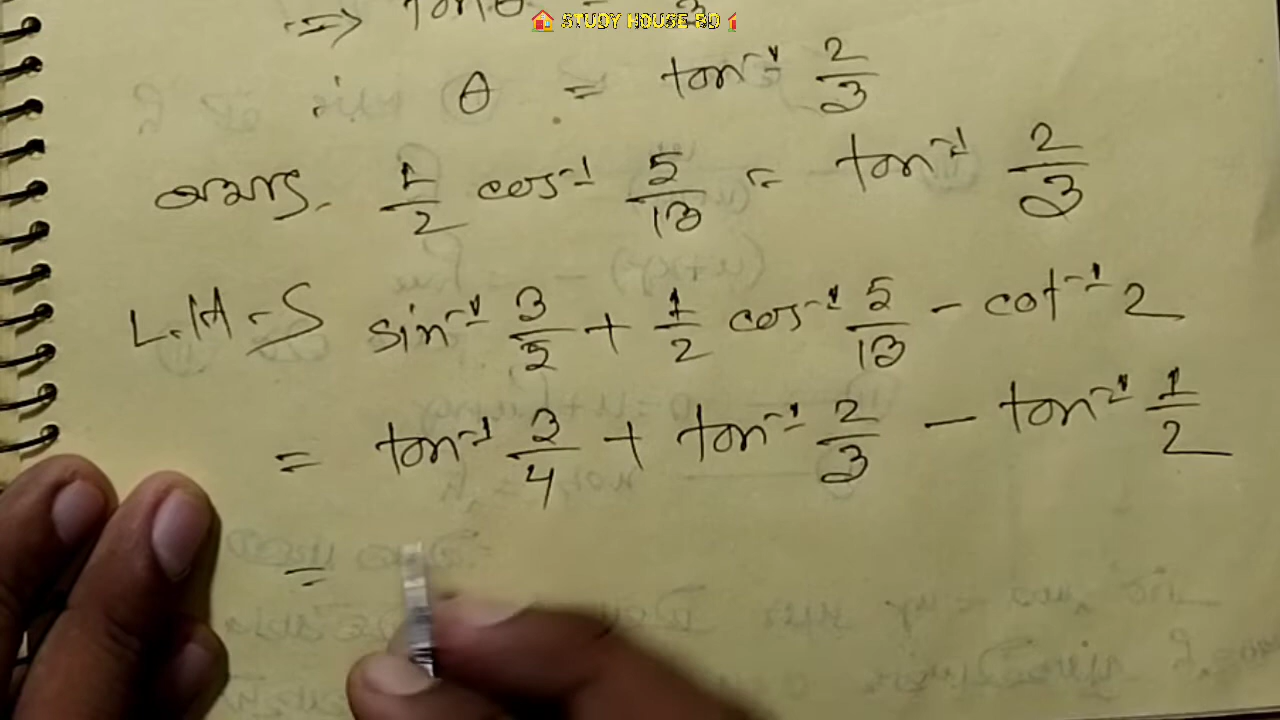 🏠 STUDY HOUSE BD
⇒ tanθ
∴ θ = tan⁻¹ 2/3
1/2 cos⁻¹ 5/13 = tan⁻¹ 2/3
L.H.S sin⁻¹ 3/5 + 1/2 cos⁻¹ 5/13 - cot⁻¹ 2
= tan⁻¹ 3/4 + tan⁻¹ 2/3 - tan⁻¹ 1/2
=